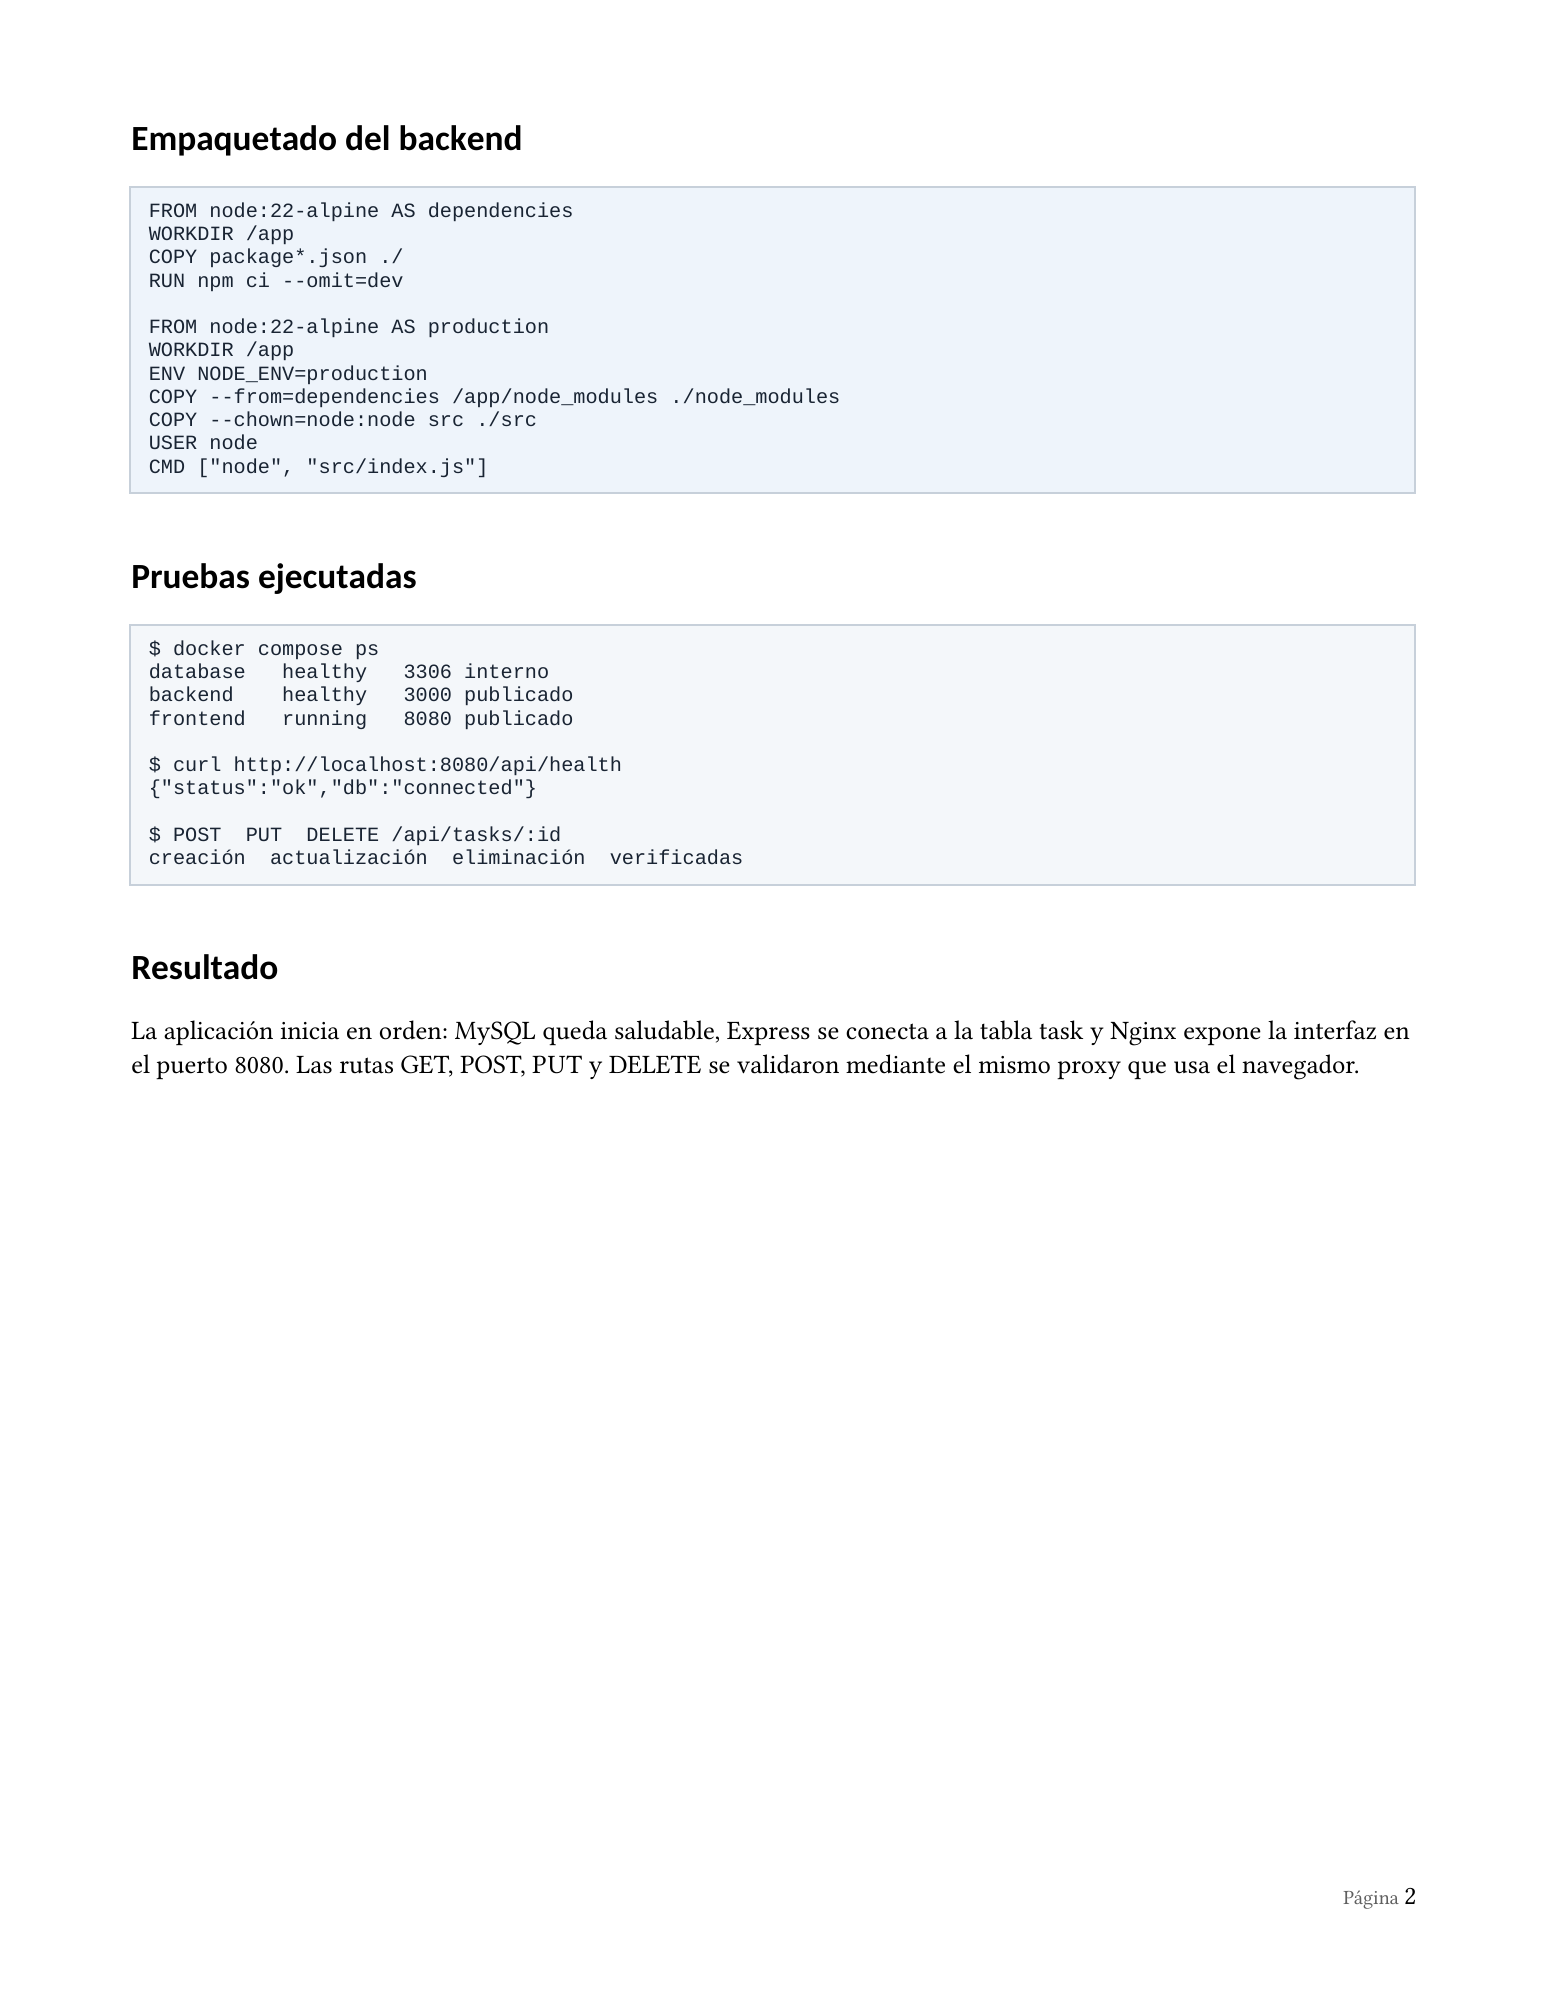 Empaquetado del backend
FROM node:22-alpine AS dependencies
WORKDIR /app
COPY package*.json ./
RUN npm ci --omit=dev
FROM node:22-alpine AS production
WORKDIR /app
ENV NODE_ENV=production
COPY --from=dependencies /app/node_modules ./node_modules
COPY --chown=node:node src ./src
USER node
CMD ["node", "src/index.js"]
Pruebas ejecutadas
$ docker compose ps
database   healthy   3306 interno
backend    healthy   3000 publicado
frontend   running   8080 publicado
$ curl http://localhost:8080/api/health
{"status":"ok","db":"connected"}
$ POST  PUT  DELETE /api/tasks/:id
creación  actualización  eliminación  verificadas
Resultado
La aplicación inicia en orden: MySQL queda saludable, Express se conecta a la tabla task y Nginx expone la interfaz en
el puerto 8080. Las rutas GET, POST, PUT y DELETE se validaron mediante el mismo proxy que usa el navegador.
Página 2